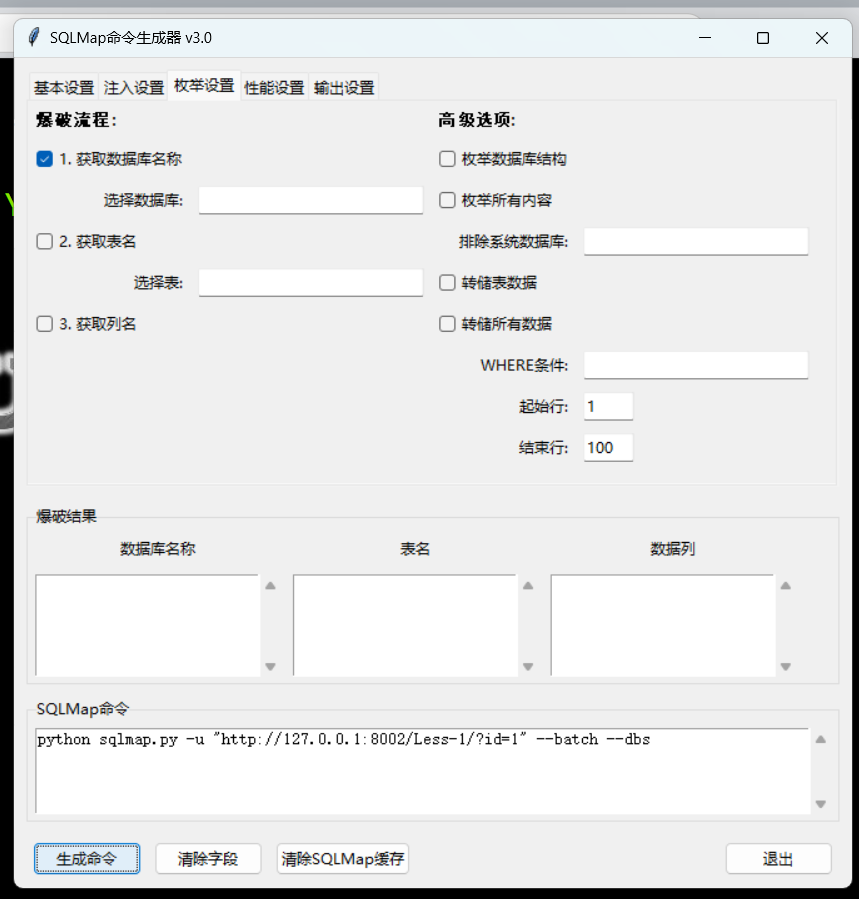 SQLMap命令生成器 v3.0
基本设置 注入设置 枚举设置 性能设置 输出设置
爆破流程:
1. 获取数据库名称
选择数据库:
2. 获取表名
选择表:
3. 获取列名
高级选项:
枚举数据库结构
枚举所有内容
排除系统数据库:
转储表数据
转储所有数据
WHERE条件:
起始行: 1
结束行: 100
爆破结果
数据库名称 表名 数据列
SQLMap命令
python sqlmap.py -u "http://127.0.0.1:8002/Less-1/?id=1" --batch --dbs
生成命令 清除字段 清除SQLMap缓存 退出